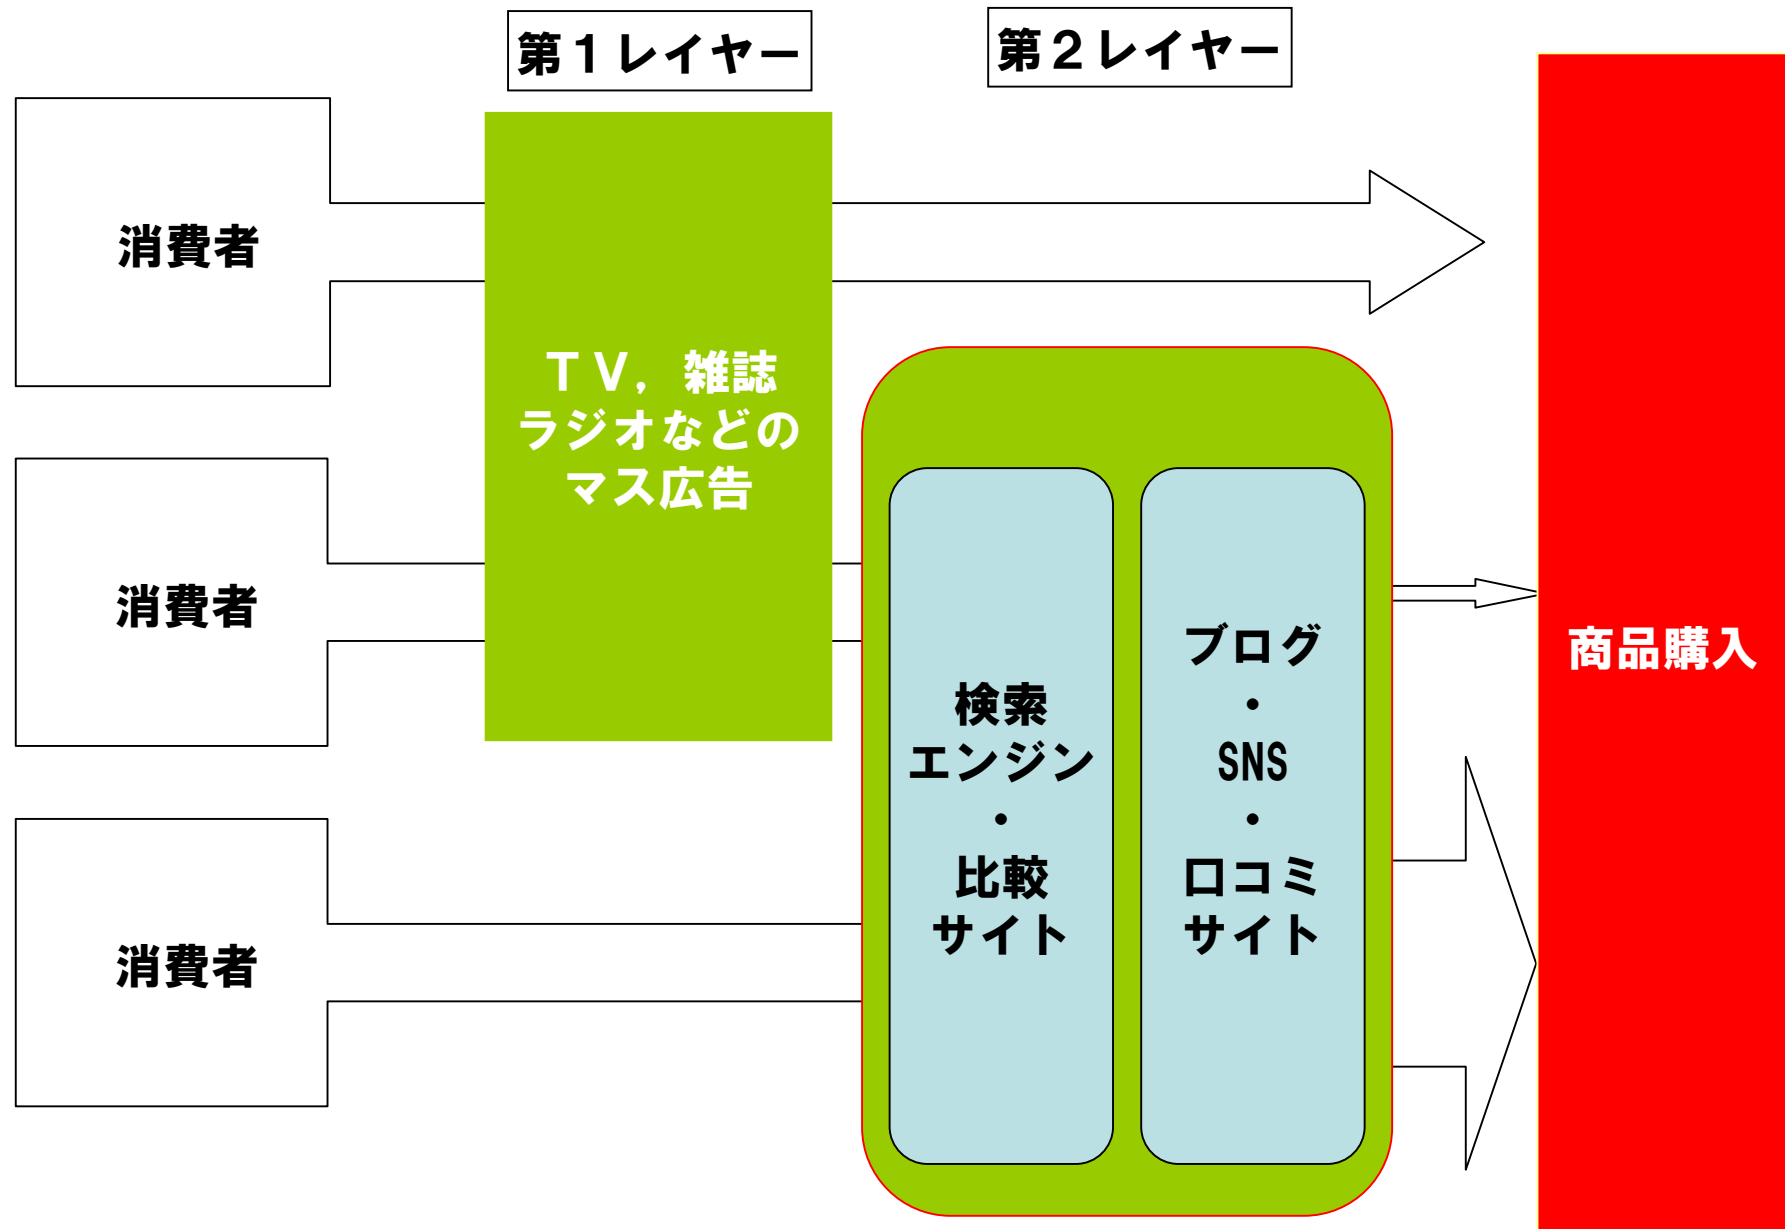 第１レイヤー
第２レイヤー
消費者
ＴＶ，雑誌
ラジオなどの
マス広告
消費者
検索
エンジン
・
比較
サイト
ブログ
・
SNS
・
口コミ
サイト
商品購入
消費者